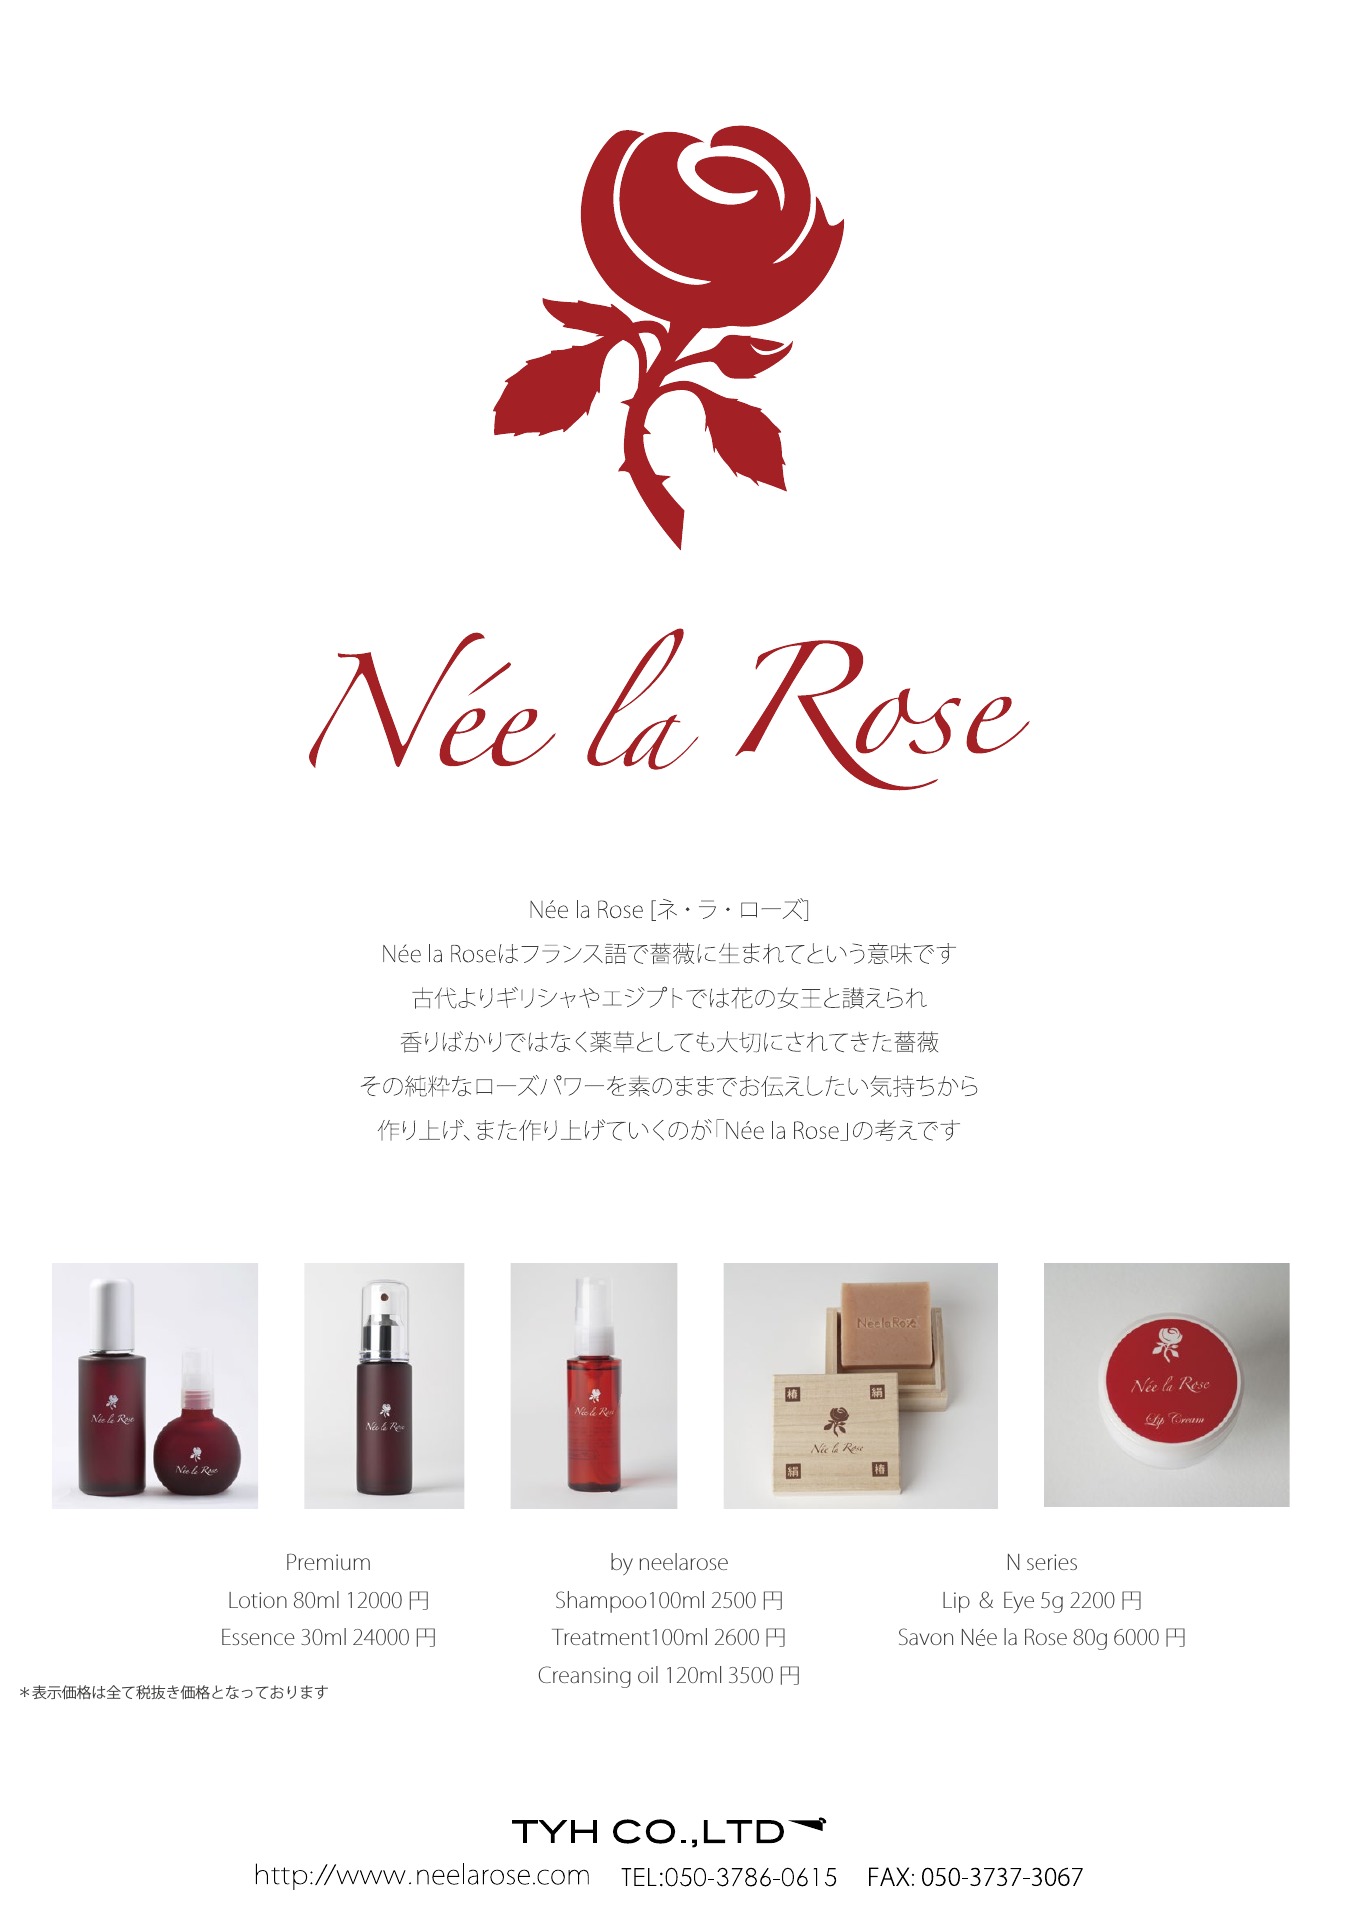 Née la Rose
Née la Rose [ネ・ラ・ローズ]
Née la Roseはフランス語で薔薇に生まれてという意味です
古代よりギリシャやエジプトでは花の女王と讃えられ
香りばかりではなく薬草としても大切にされてきた薔薇
その純粋なローズパワーを素のままでお伝えしたい気持ちから
作り上げ、また作り上げていくのが「Née la Rose」の考えです
Née la Rose
Née la Rose
Née la Rose
Née la Rose
NéelaRose
椿 絹
Née la Rose
絹 椿
Née la Rose
Lip Cream
Premium
Lotion 80ml 12000 円
Essence 30ml 24000 円
by neelarose
Shampoo100ml 2500 円
Treatment100ml 2600 円
Creansing oil 120ml 3500 円
N series
Lip & Eye 5g 2200 円
Savon Née la Rose 80g 6000 円
＊表示価格は全て税抜き価格となっております
TYH CO.,LTD
http://www.neelarose.com TEL:050-3786-0615 FAX: 050-3737-3067